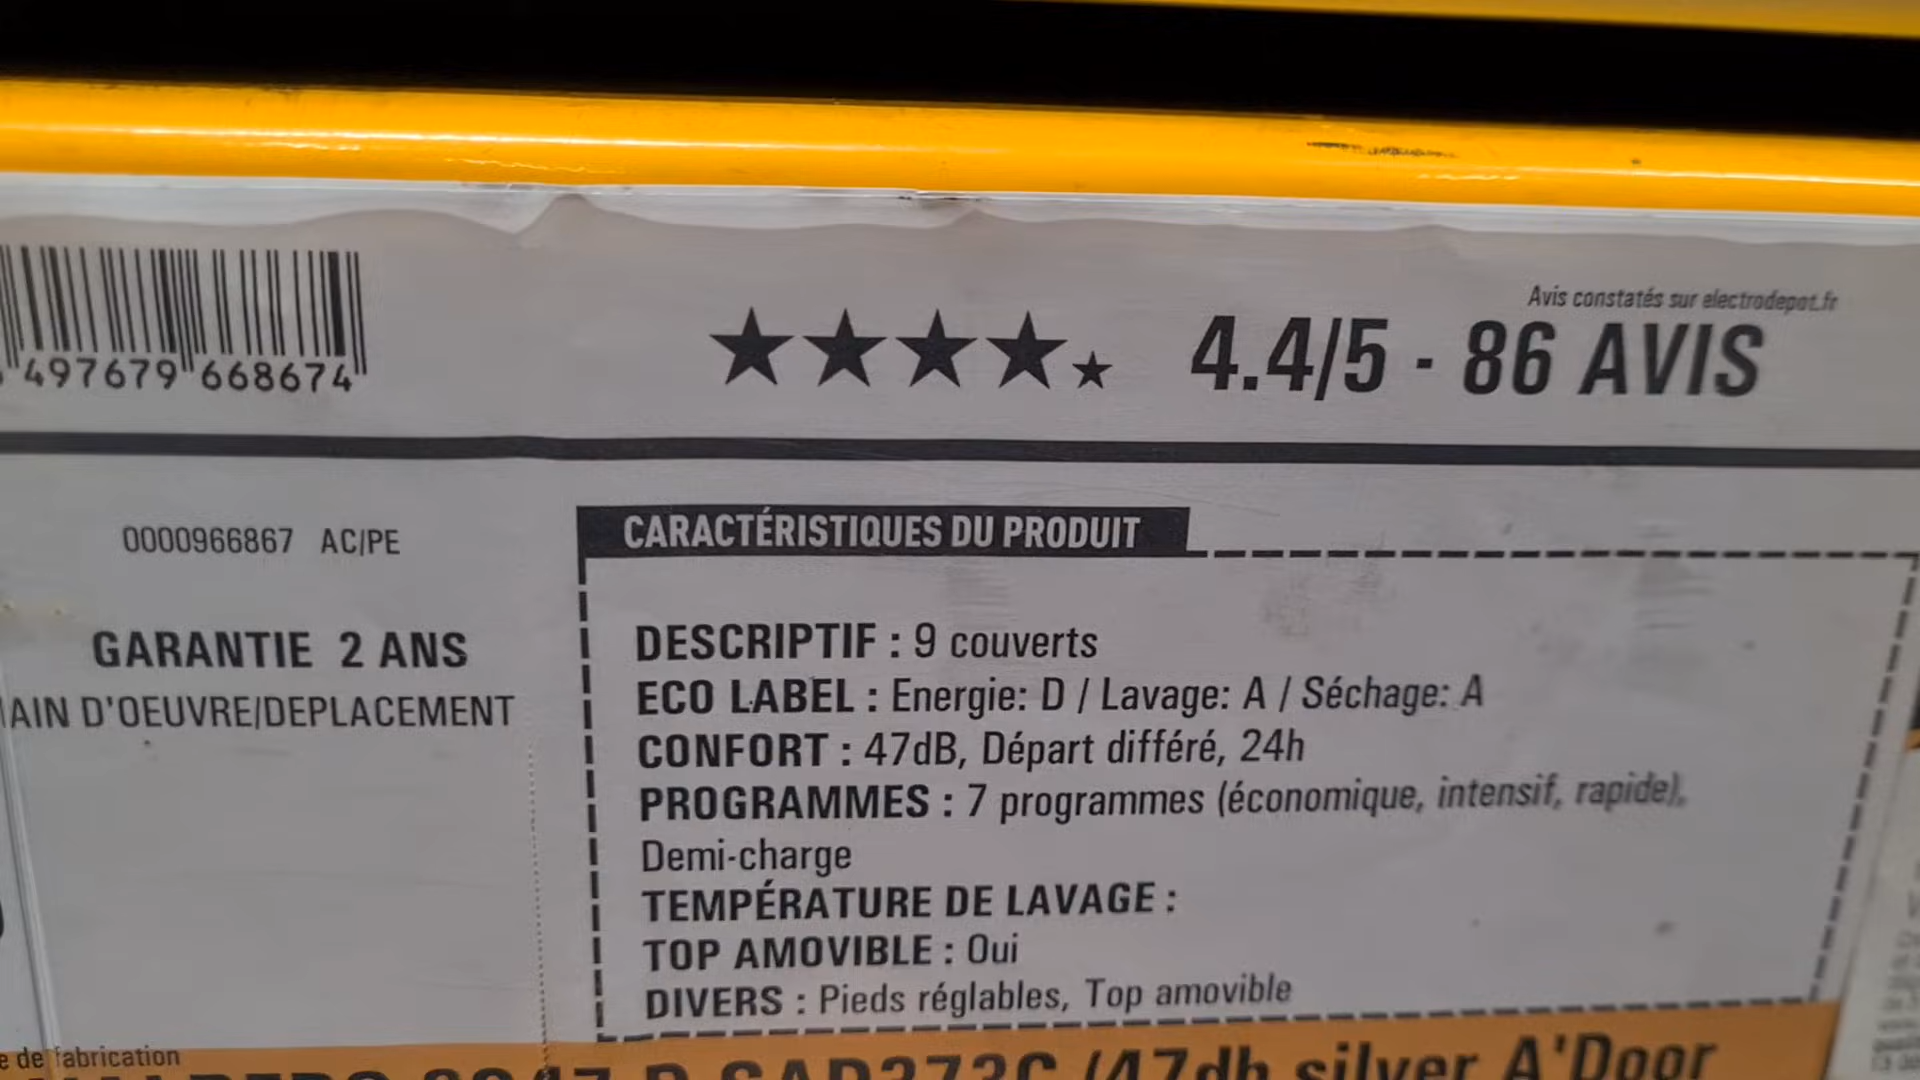 Avis constatés sur electrodepot.fr
4.4/5 - 86 AVIS
497679 668674
0000966867 AC/PE
GARANTIE 2 ANS
AIN D'OEUVRE/DEPLACEMENT
CARACTÉRISTIQUES DU PRODUIT
DESCRIPTIF : 9 couverts
ECO LABEL : Energie: D / Lavage: A / Séchage: A
CONFORT : 47dB, Départ différé, 24h
PROGRAMMES : 7 programmes (économique, intensif, rapide),
Demi-charge
TEMPÉRATURE DE LAVAGE :
TOP AMOVIBLE : Oui
DIVERS : Pieds réglables, Top amovible
e de fabrication
(47db silver A'Door